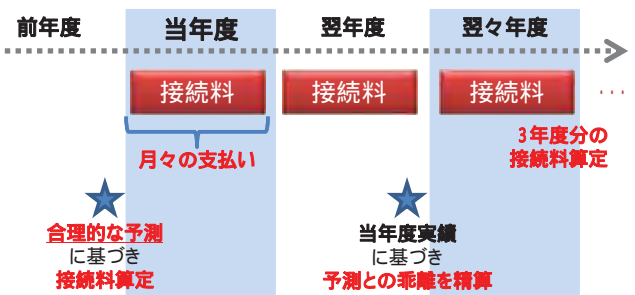 前年度
当年度
翌年度
翌々年度
接続料
接続料
接続料
…
月々の支払い
3年度分の
接続料算定
合理的な予測
に基づき
接続料算定
当年度実績
に基づき
予測との乖離を精算